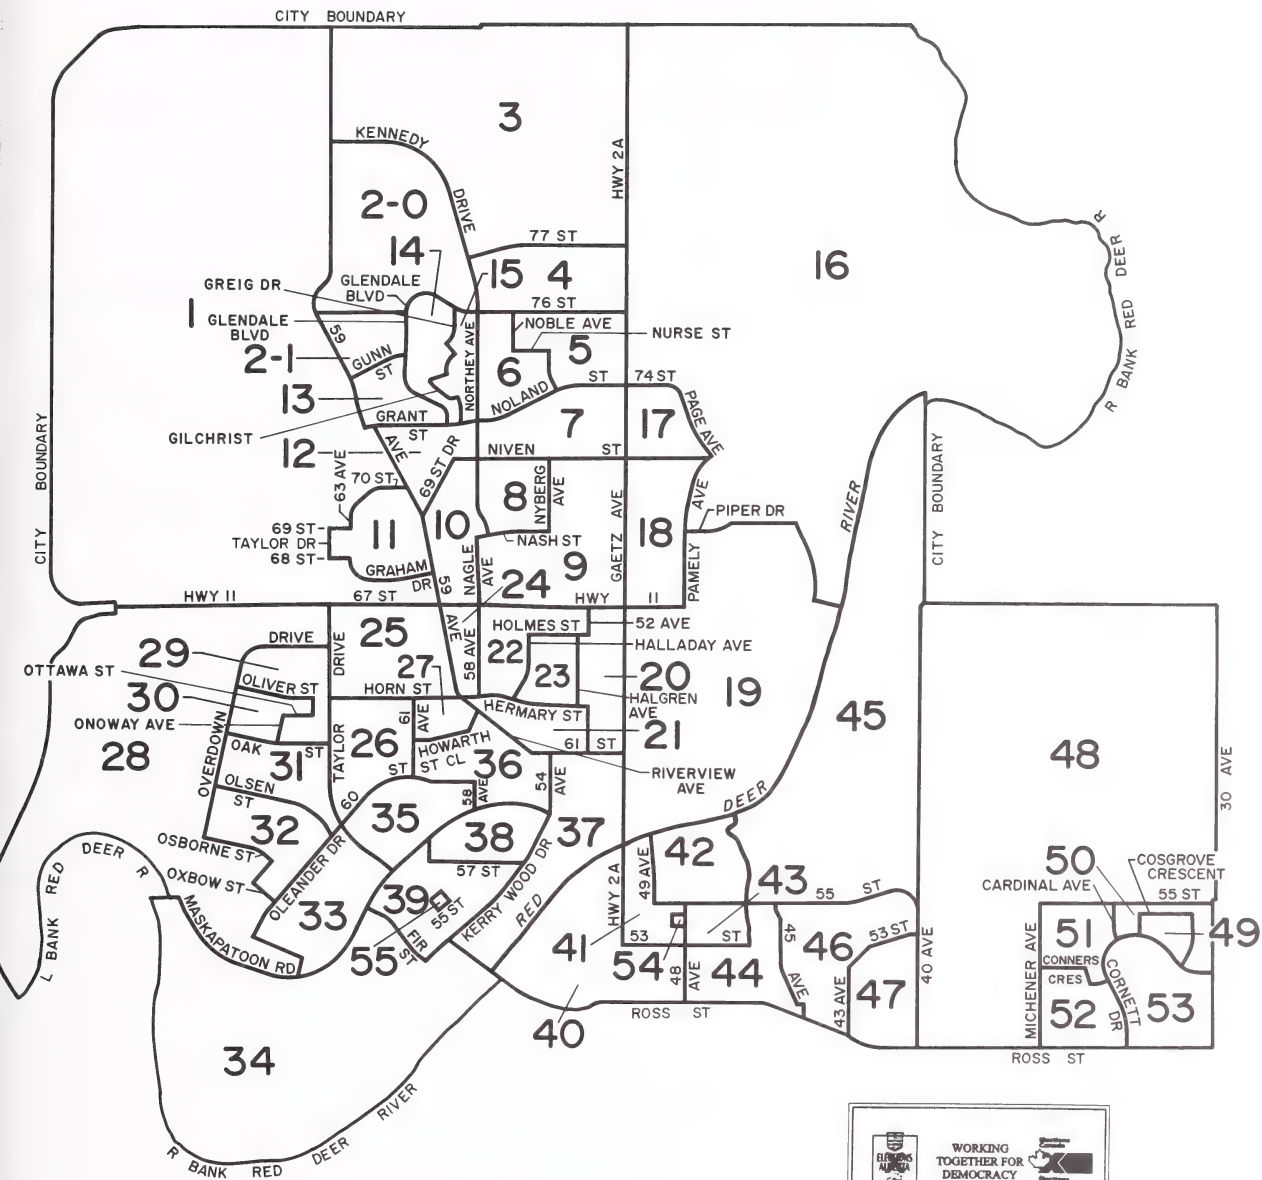 CITY BOUNDARY
3
KENNEDY
DRIVE
HWY 2A
2-0
77 ST
14
15
4
16
R BANK RED DEER R
GREIG DR
GLENDALE
BLVD
76 ST
1
GLENDALE
BLVD
59
NOBLE AVE
NURSE ST
5
2-1
GUNN
ST
NORTHEY AVE
6
13
NOLAND
ST
74 ST
PAGE AVE
GRANT
ST
7
17
GILCHRIST
12
AVE
69 ST DR
NIVEN
ST
CITY BOUNDARY
63 AVE
70 ST
8
NYBERG
AVE
GAETZ AVE
AVE
RIVER
CITY BOUNDARY
69 ST
TAYLOR DR
68 ST
11
10
NASH ST
18
PIPER DR
GRAHAM
DR
59
NAGLE
AVE
9
PAMELY
24
HWY 11
67 ST
HWY
11
25
AVE
HOLMES ST
52 AVE
29
DRIVE
DRIVE
58 AVE
22
HALLADAY AVE
OTTAWA ST
27
23
20
19
30
OLIVER ST
HORN ST
HALGREN
AVE
ONOWAY AVE
61
AVE
HERMARY ST
21
45
28
OVERDOWN
OAK
ST
31
TAYLOR
26
HOWARTH
ST CL
61
ST
48
36
RIVERVIEW
AVE
30 AVE
OLSEN
ST
60
ST
58
AVE
54
AVE
DEER
32
35
38
37
OSBORNE ST
DEER R
OXBOW ST
OLEANDER DR
57 ST
42
50
COSGROVE
CRESCENT
L BANK RED
49 AVE
43
55
ST
CARDINAL AVE
55 ST
33
39
KERRY WOOD DR
RED
HWY 2A
MASKAPATOON RD
55 ST
FIR
ST
41
53
ST
45
AVE
46
53 ST
51
49
55
54
40 AVE
MICHENER AVE
CONNERS
CRES
48
AVE
44
43 AVE
47
52
CORNETT
DR
53
34
40
ROSS ST
ROSS ST
R BANK RED DEER RIVER
ELECTIONS
ALBERTA
WORKING
TOGETHER FOR
DEMOCRACY
Elections
Canada